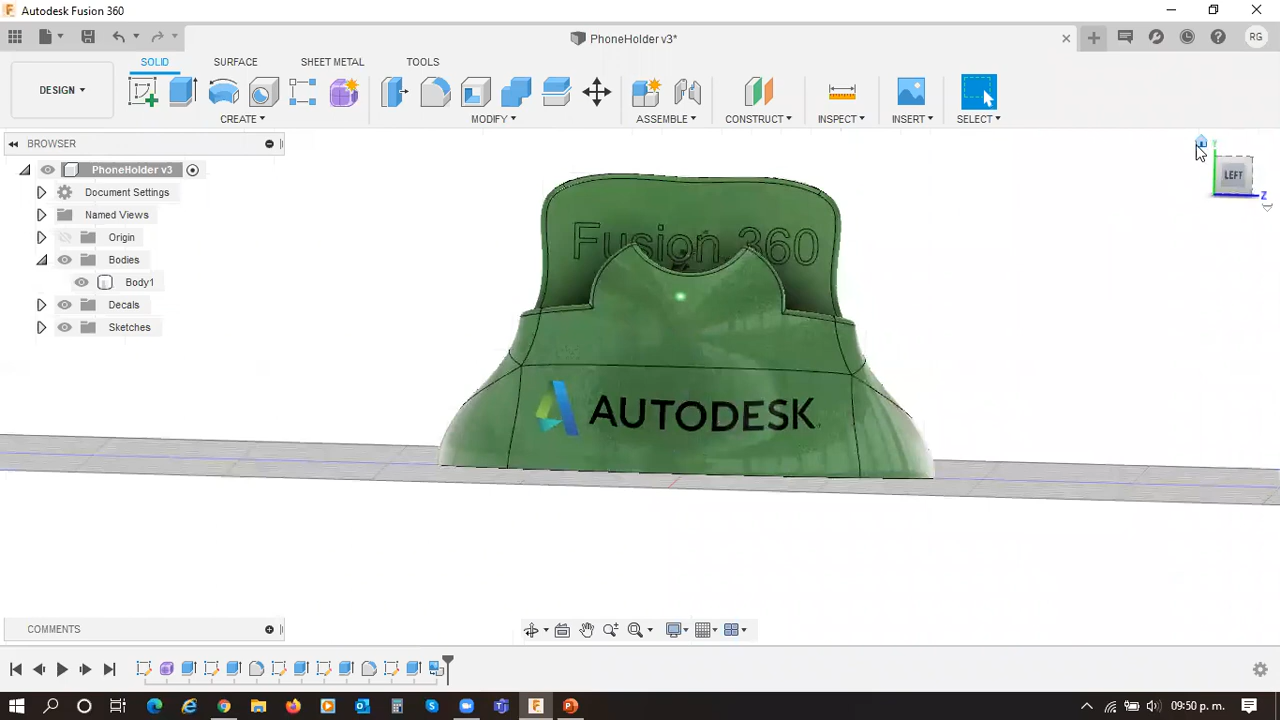 Autodesk Fusion 360
PhoneHolder v3*
RG
DESIGN
SOLID SURFACE SHEET METAL TOOLS
CREATE MODIFY ASSEMBLE CONSTRUCT INSPECT INSERT SELECT
BROWSER
PhoneHolder v3
Document Settings
Named Views
Origin
Bodies
Body1
Decals
Sketches
Y
LEFT
Z
Fusion 360
AUTODESK
COMMENTS
09:50 p. m.